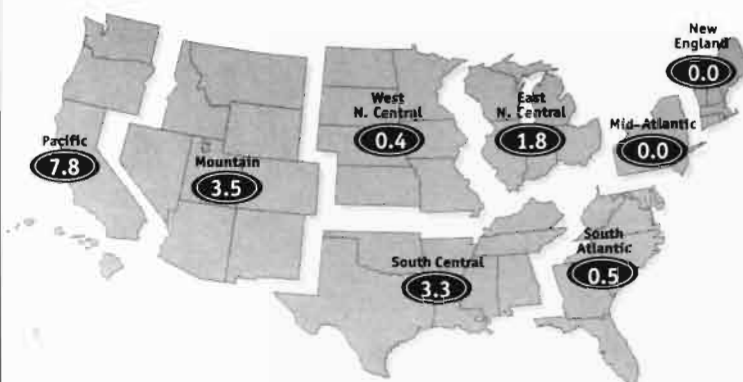 New
England
0.0
West
N. Central
0.4
East
N. Central
1.8
Mid-Atlantic
0.0
Pacific
7.8
Mountain
3.5
South Central
3.3
South
Atlantic
0.5